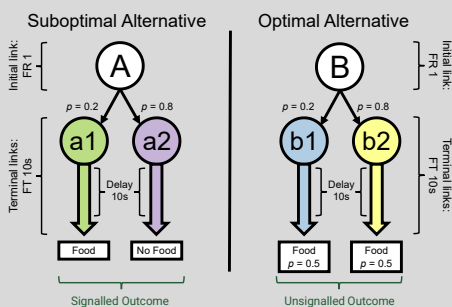 Suboptimal Alternative
Initial link:
FR 1
A
p = 0.2
p = 0.8
Terminal links:
FT 10s
a1
a2
Delay
10s
Food
No Food
Signalled Outcome
Optimal Alternative
B
Initial link:
FR 1
p = 0.2
p = 0.8
b1
b2
Terminal links:
FT 10s
Delay
10s
Food
p = 0.5
Food
p = 0.5
Unsignalled Outcome